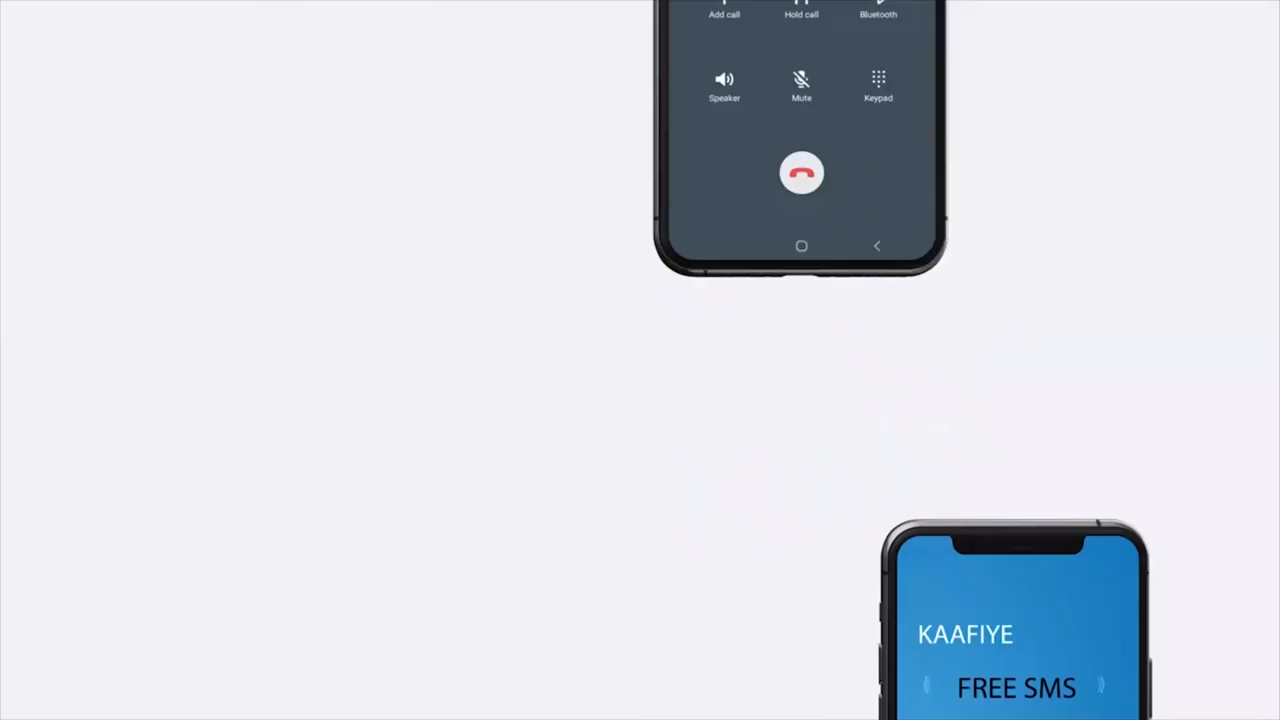 Add call Hold call Bluetooth
Speaker Mute Keypad
KAAFIYE
FREE SMS